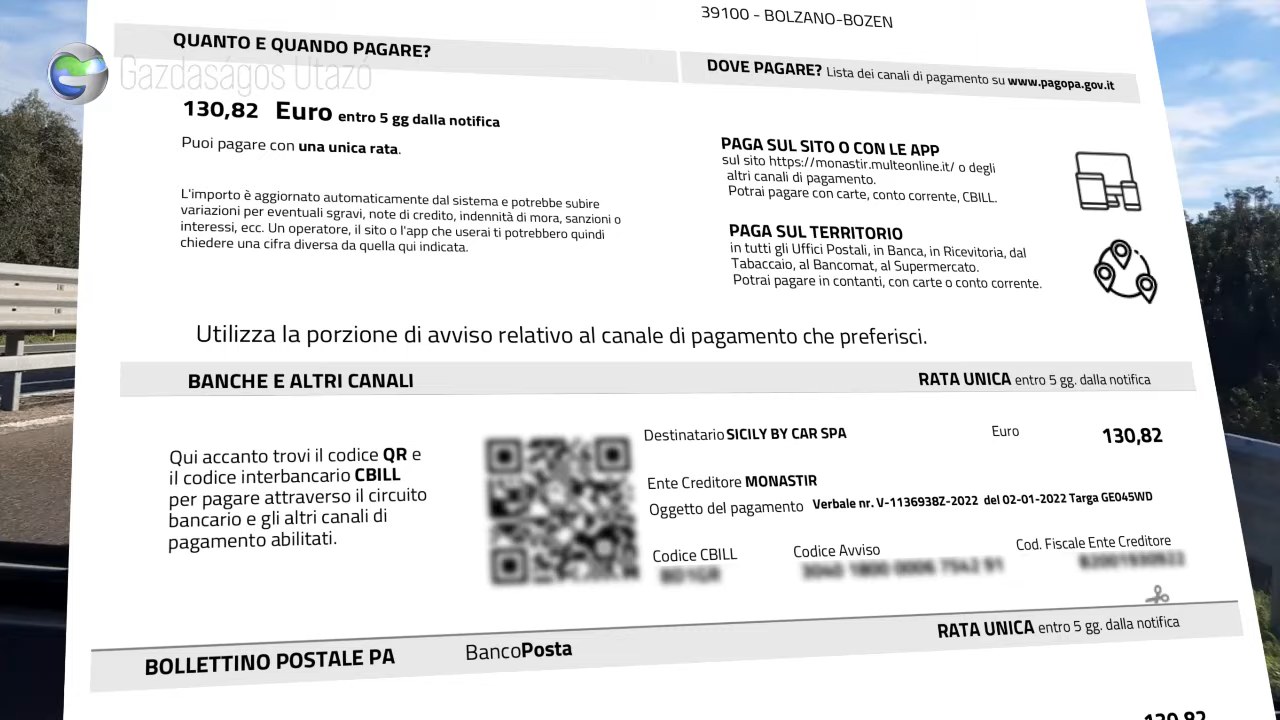 39100 - BOLZANO-BOZEN
QUANTO E QUANDO PAGARE?
DOVE PAGARE? Lista dei canali di pagamento su www.pagopa.gov.it
Gazdaságos Utazó
130,82 Euro entro 5 gg dalla notifica
Puoi pagare con una unica rata.
L'importo è aggiornato automaticamente dal sistema e potrebbe subire
variazioni per eventuali sgravi, note di credito, indennità di mora, sanzioni o
interessi, ecc. Un operatore, il sito o l'app che userai ti potrebbero quindi
chiedere una cifra diversa da quella qui indicata.
PAGA SUL SITO O CON LE APP
sul sito https://monastir.multeonline.it/ o degli
altri canali di pagamento.
Potrai pagare con carte, conto corrente, CBILL.
PAGA SUL TERRITORIO
in tutti gli Uffici Postali, in Banca, in Ricevitoria, dal
Tabaccaio, al Bancomat, al Supermercato.
Potrai pagare in contanti, con carte o conto corrente.
Utilizza la porzione di avviso relativo al canale di pagamento che preferisci.
BANCHE E ALTRI CANALI
RATA UNICA entro 5 gg. dalla notifica
Qui accanto trovi il codice QR e
il codice interbancario CBILL
per pagare attraverso il circuito
bancario e gli altri canali di
pagamento abilitati.
Destinatario SICILY BY CAR SPA
Euro 130,82
Ente Creditore MONASTIR
Oggetto del pagamento Verbale nr. V-1136938Z-2022 del 02-01-2022 Targa GE045WD
Codice CBILL
Codice Avviso
Cod. Fiscale Ente Creditore
BOLLETTINO POSTALE PA
BancoPosta
RATA UNICA entro 5 gg. dalla notifica
130,82